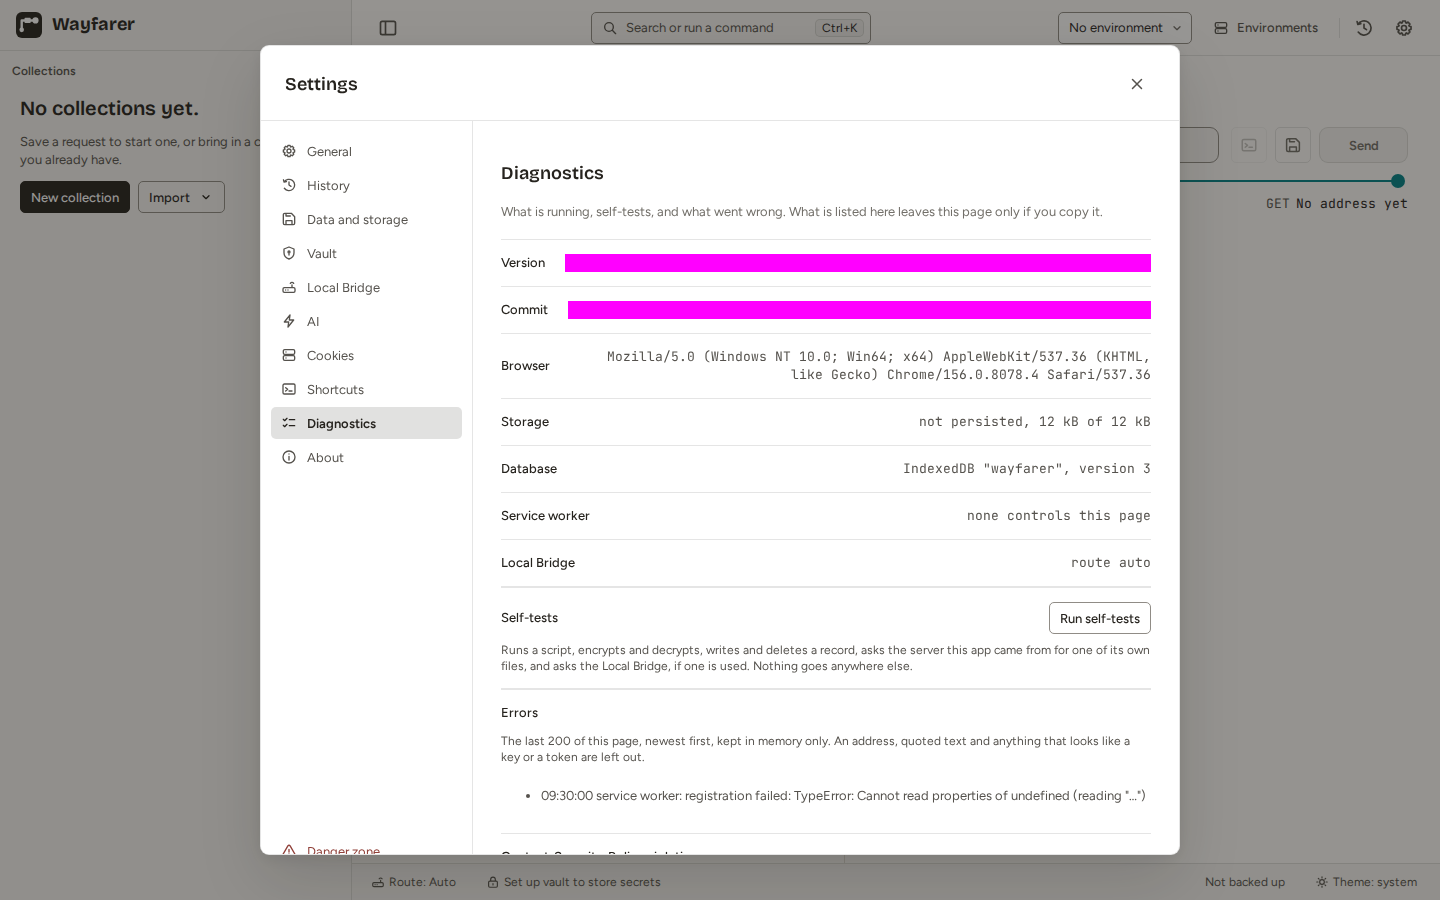 Wayfarer
Search or run a command
Ctrl+K
No environment
Environments
Collections
No collections yet.
Save a request to start one, or bring in a c
you already have.
New collection
Import
Settings
General
History
Data and storage
Vault
Local Bridge
AI
Cookies
Shortcuts
Diagnostics
About
Danger zone
Diagnostics
What is running, self-tests, and what went wrong. What is listed here leaves this page only if you copy it.
Version
Commit
Browser
Mozilla/5.0 (Windows NT 10.0; Win64; x64) AppleWebKit/537.36 (KHTML,
like Gecko) Chrome/156.0.8078.4 Safari/537.36
Storage
not persisted, 12 kB of 12 kB
Database
IndexedDB "wayfarer", version 3
Service worker
none controls this page
Local Bridge
route auto
Self-tests
Run self-tests
Runs a script, encrypts and decrypts, writes and deletes a record, asks the server this app came from for one of its own
files, and asks the Local Bridge, if one is used. Nothing goes anywhere else.
Errors
The last 200 of this page, newest first, kept in memory only. An address, quoted text and anything that looks like a
key or a token are left out.
09:30:00 service worker: registration failed: TypeError: Cannot read properties of undefined (reading "…")
Send
GET No address yet
Route: Auto
Set up vault to store secrets
Not backed up
Theme: system